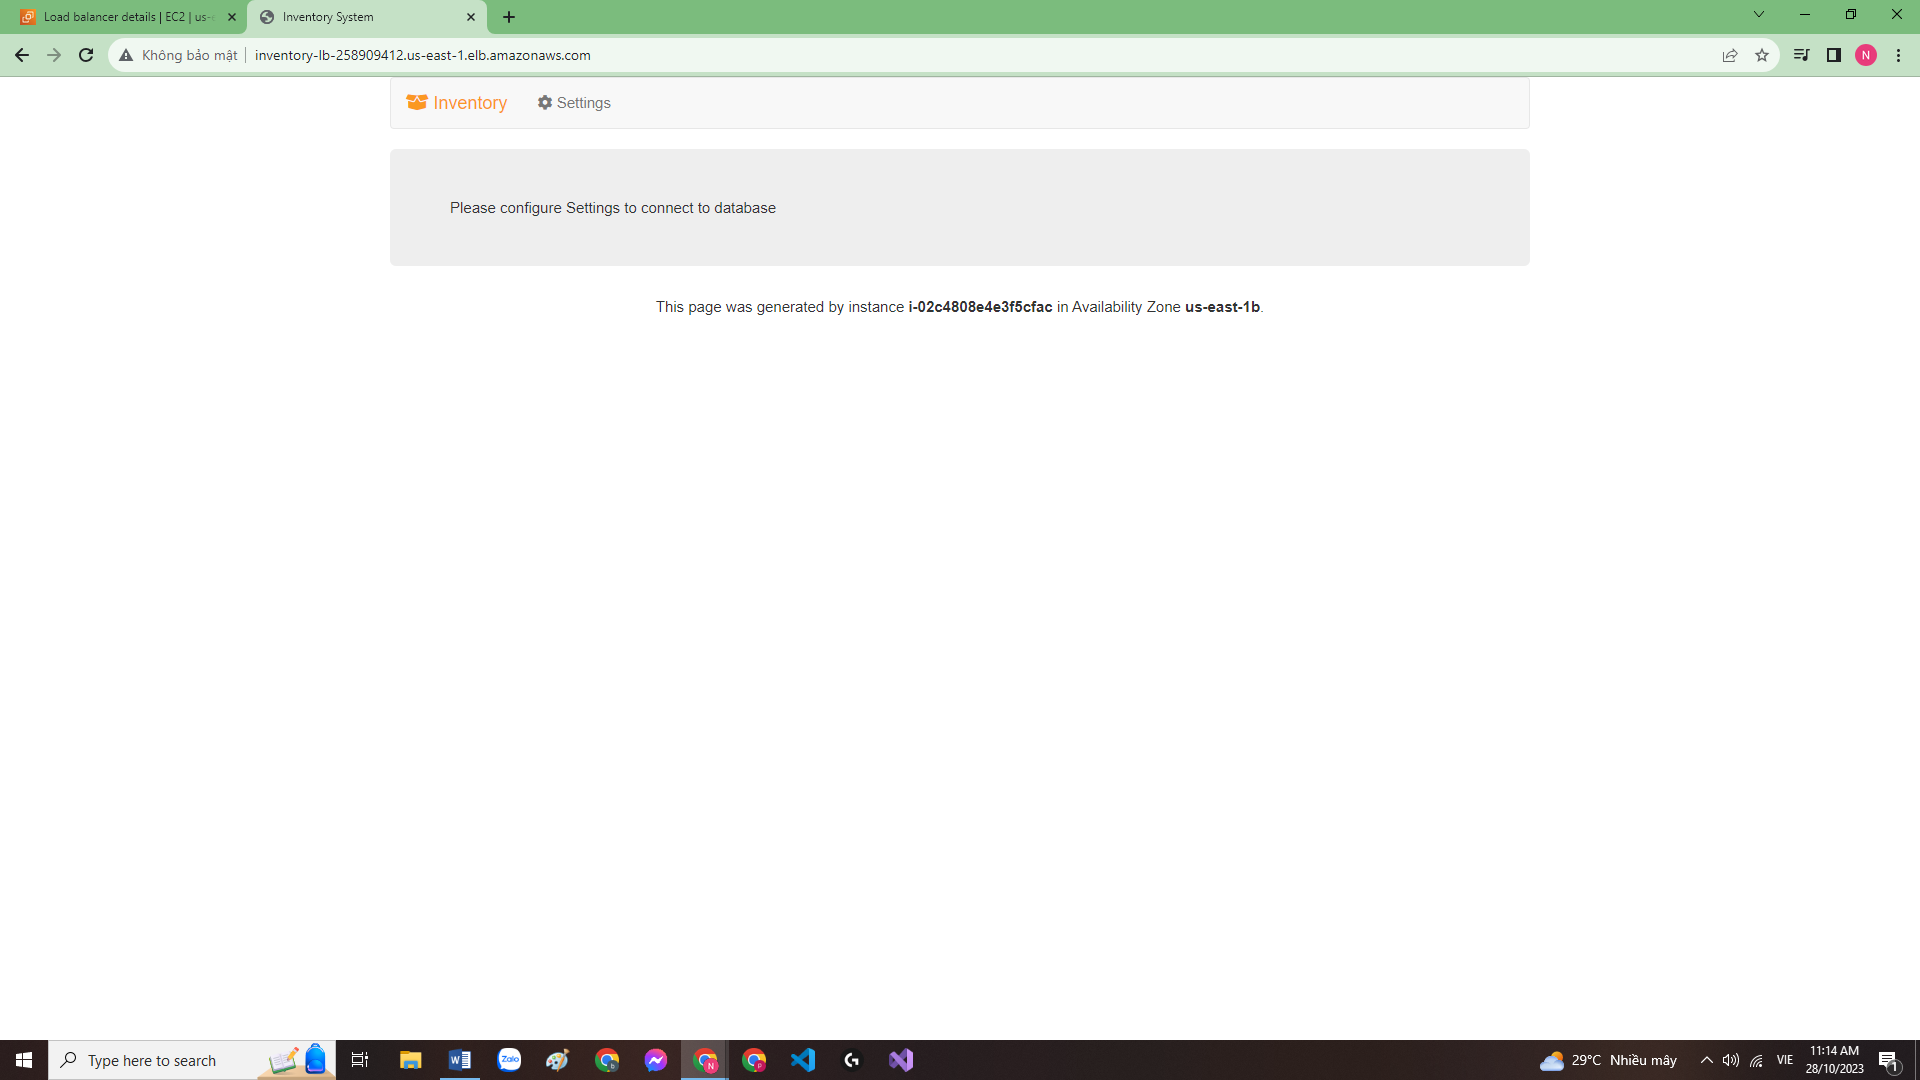 Load balancer details | EC2 | us-e
Inventory System
Không bảo mật
inventory-lb-258909412.us-east-1.elb.amazonaws.com
N
Inventory
Settings
Please configure Settings to connect to database
This page was generated by instance i-02c4808e4e3f5cfac in Availability Zone us-east-1b.
Type here to search
Zalo
29°C Nhiều mây
VIE
11:14 AM
28/10/2023
1